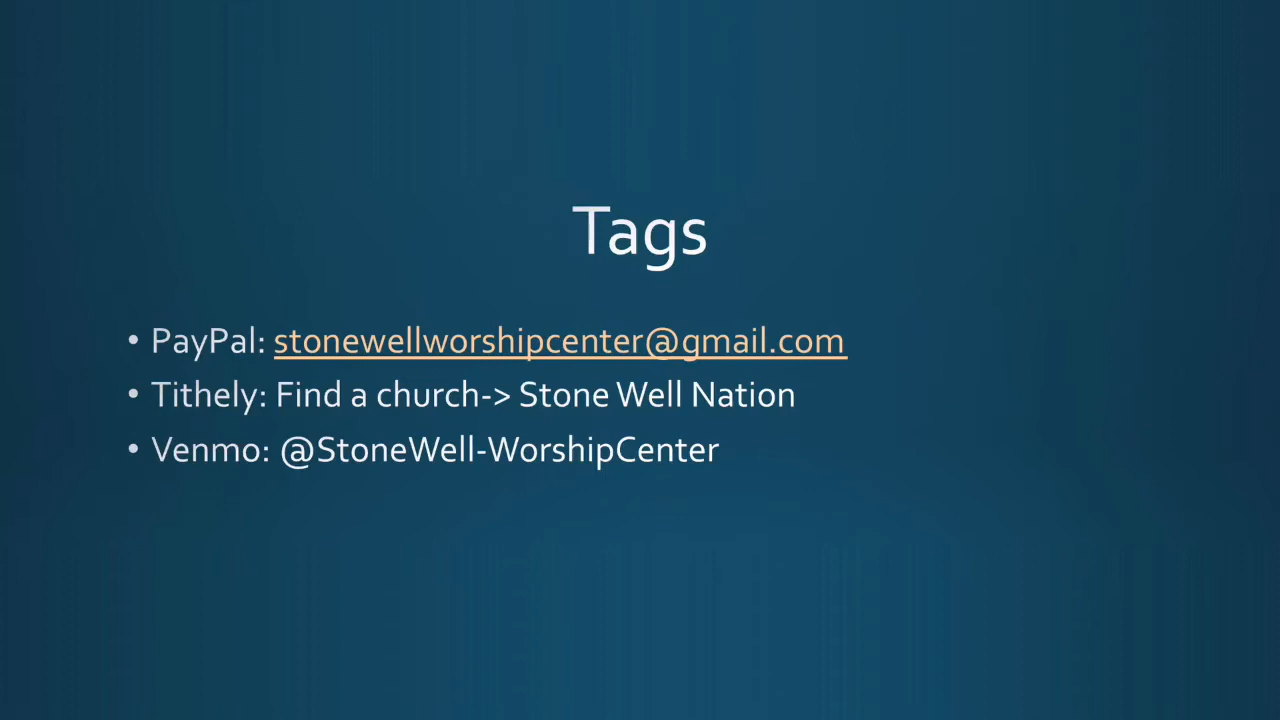 Tags
• PayPal: stonewellworshipcenter@gmail.com
• Tithely: Find a church-> Stone Well Nation
• Venmo: @StoneWell-WorshipCenter